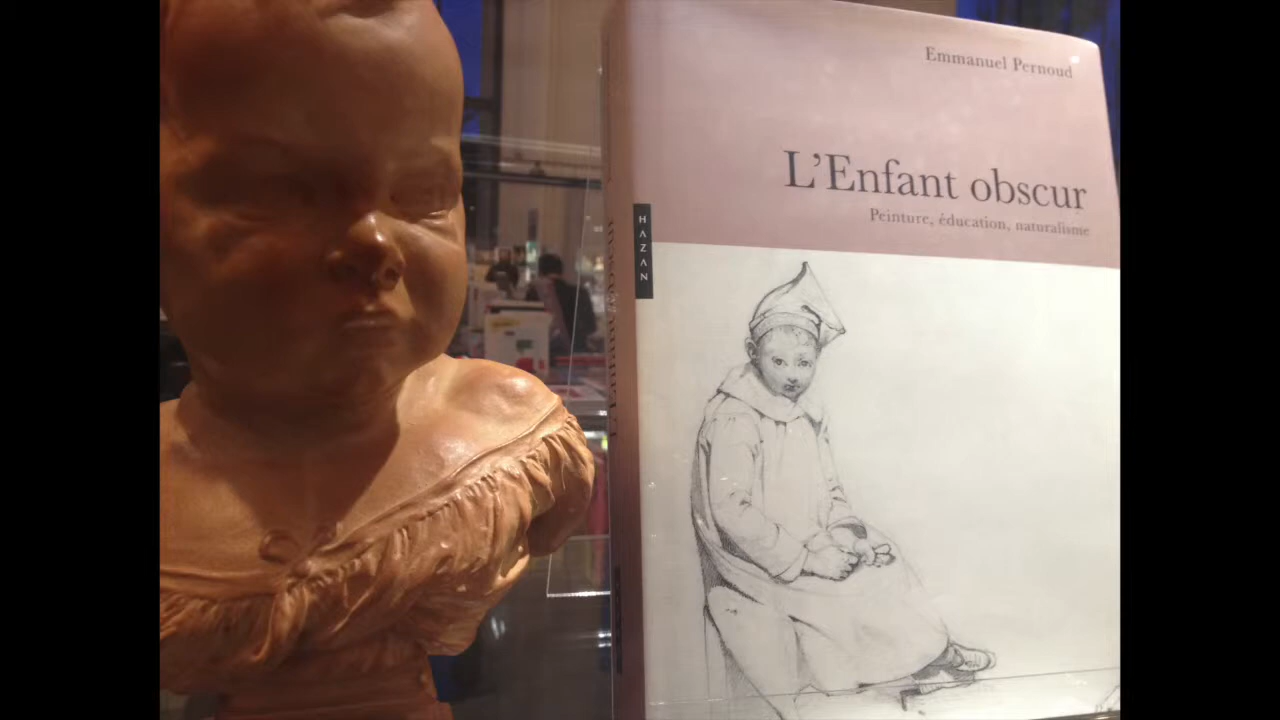 Emmanuel Pernoud
L'Enfant obscur
Peinture, éducation, naturalisme
HAZAN